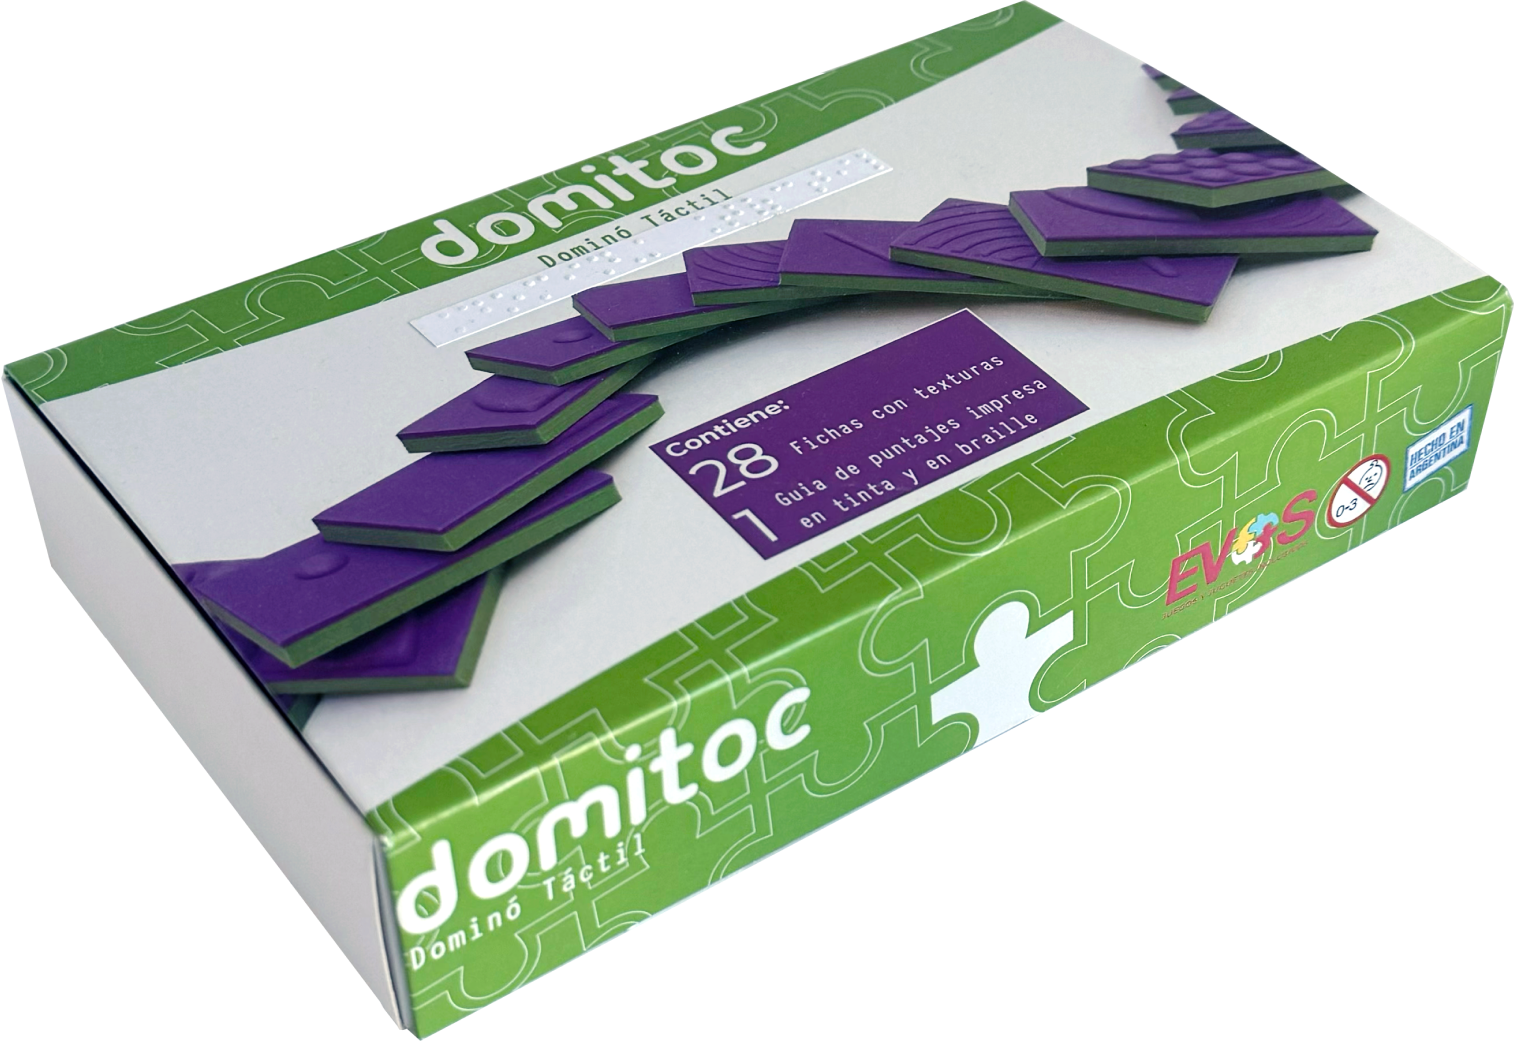 domitoc
Dominó Táctil
Contiene:
28 Fichas con texturas
1 Guia de puntajes impresa
en tinta y en braille
domitoc
Dominó Táctil
EVOS
0-3
HECHO EN
ARGENTINA